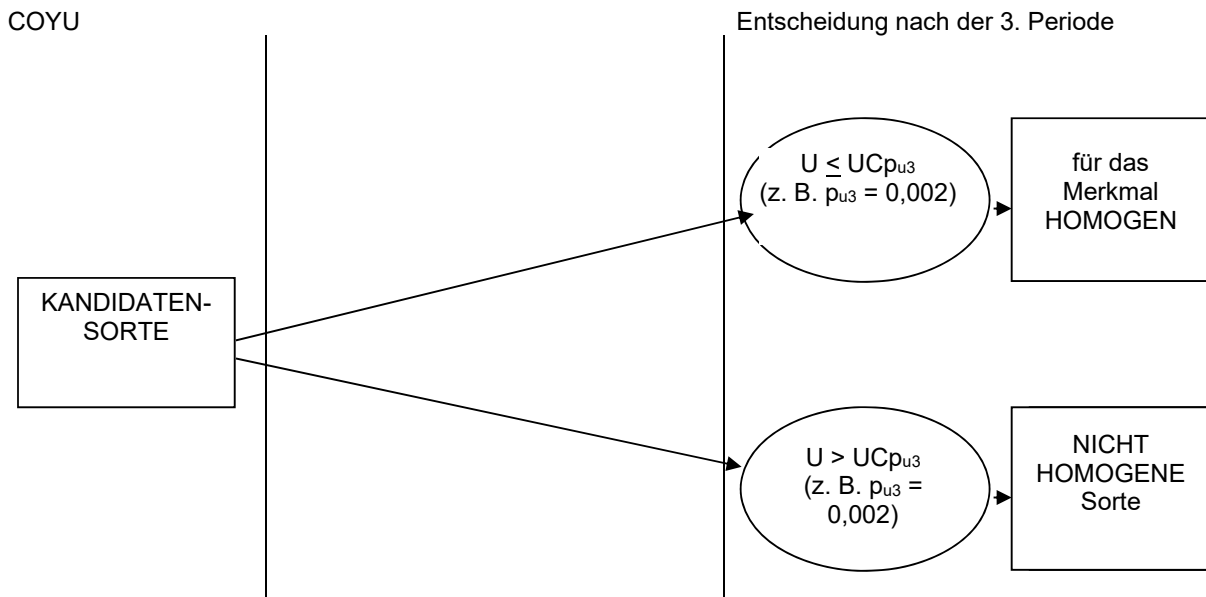 COYU
Entscheidung nach der 3. Periode
U ≤ UCpu3
(z. B. pu3 = 0,002)
für das
Merkmal
HOMOGEN
KANDIDATEN-
SORTE
U > UCpu3
(z. B. pu3 =
0,002)
NICHT
HOMOGENE
Sorte